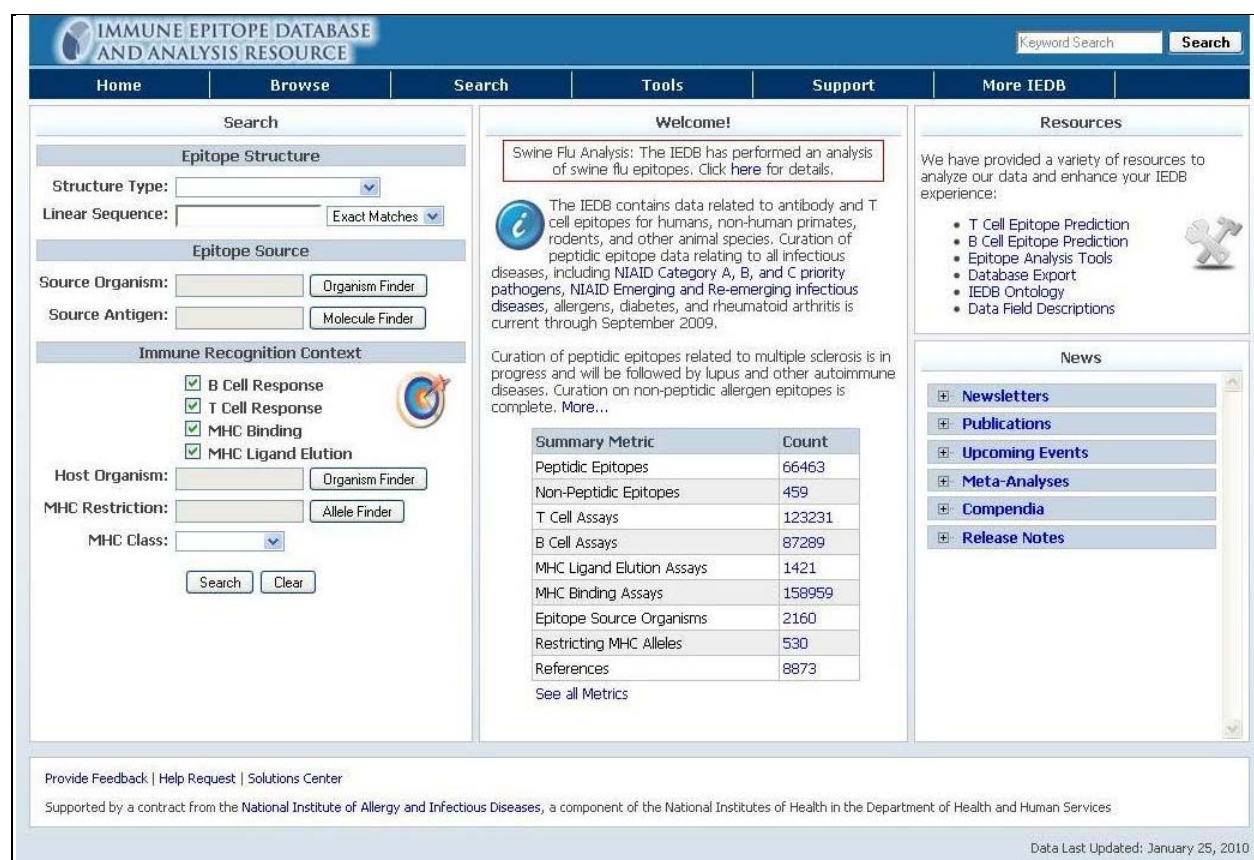 IMMUNE EPITOPE DATABASE
AND ANALYSIS RESOURCE
Keyword Search Search
Home Browse Search Tools Support More IEDB
Search
Epitope Structure
Structure Type:
Linear Sequence: Exact Matches
Epitope Source
Source Organism: Organism Finder
Source Antigen: Molecule Finder
Immune Recognition Context
B Cell Response
T Cell Response
MHC Binding
MHC Ligand Elution
Host Organism: Organism Finder
MHC Restriction: Allele Finder
MHC Class:
Search Clear
Welcome!
Swine Flu Analysis: The IEDB has performed an analysis
of swine flu epitopes. Click here for details.
The IEDB contains data related to antibody and T
cell epitopes for humans, non-human primates,
rodents, and other animal species. Curation of
peptidic epitope data relating to all infectious
diseases, including NIAID Category A, B, and C priority
pathogens, NIAID Emerging and Re-emerging infectious
diseases, allergens, diabetes, and rheumatoid arthritis is
current through September 2009.
Curation of peptidic epitopes related to multiple sclerosis is in
progress and will be followed by lupus and other autoimmune
diseases. Curation on non-peptidic allergen epitopes is
complete. More...
Summary Metric Count
Peptidic Epitopes 66463
Non-Peptidic Epitopes 459
T Cell Assays 123231
B Cell Assays 87289
MHC Ligand Elution Assays 1421
MHC Binding Assays 158959
Epitope Source Organisms 2160
Restricting MHC Alleles 530
References 8873
See all Metrics
Resources
We have provided a variety of resources to
analyze our data and enhance your IEDB
experience:
• T Cell Epitope Prediction
• B Cell Epitope Prediction
• Epitope Analysis Tools
• Database Export
• IEDB Ontology
• Data Field Descriptions
News
Newsletters
Publications
Upcoming Events
Meta-Analyses
Compendia
Release Notes
Provide Feedback | Help Request | Solutions Center
Supported by a contract from the National Institute of Allergy and Infectious Diseases, a component of the National Institutes of Health in the Department of Health and Human Services
Data Last Updated: January 25, 2010